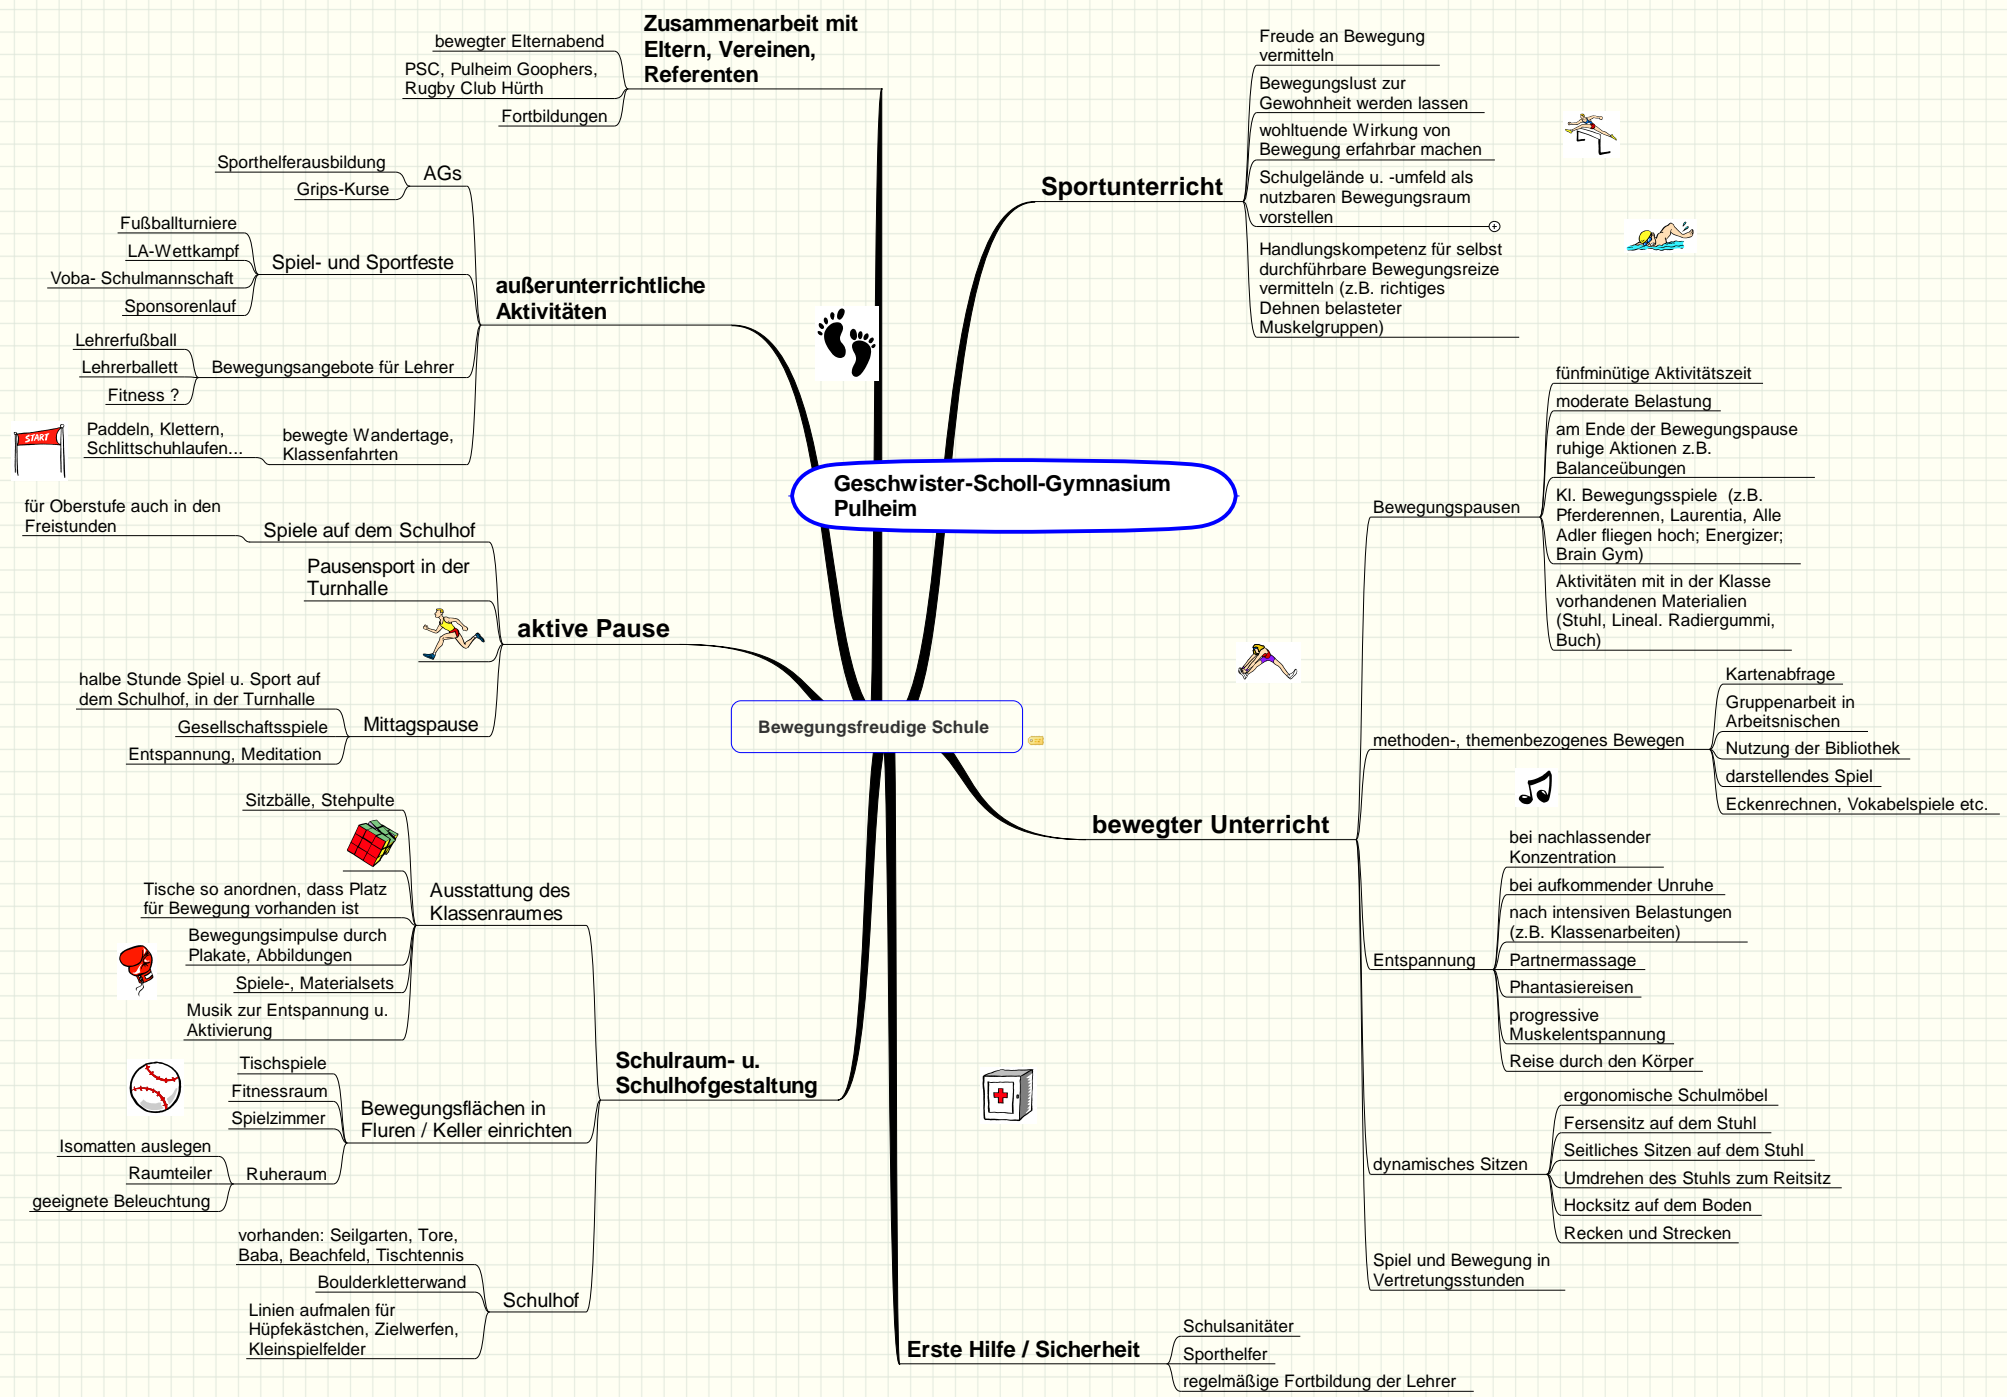 Zusammenarbeit mit
Eltern, Vereinen,
Referenten
bewegter Elternabend
PSC, Pulheim Goophers,
Rugby Club Hürth
Fortbildungen
außerunterrichtliche
Aktivitäten
AGs
Sporthelferausbildung
Grips-Kurse
Spiel- und Sportfeste
Fußballturniere
LA-Wettkampf
Voba- Schulmannschaft
Sponsorenlauf
Bewegungsangebote für Lehrer
Lehrerfußball
Lehrerballett
Fitness ?
bewegte Wandertage,
Klassenfahrten
Paddeln, Klettern,
Schlittschuhlaufen...
START
aktive Pause
Spiele auf dem Schulhof
für Oberstufe auch in den
Freistunden
Pausensport in der
Turnhalle
Mittagspause
halbe Stunde Spiel u. Sport auf
dem Schulhof, in der Turnhalle
Gesellschaftsspiele
Entspannung, Meditation
Schulraum- u.
Schulhofgestaltung
Ausstattung des
Klassenraumes
Sitzbälle, Stehpulte
Tische so anordnen, dass Platz
für Bewegung vorhanden ist
Bewegungsimpulse durch
Plakate, Abbildungen
Spiele-, Materialsets
Musik zur Entspannung u.
Aktivierung
Bewegungsflächen in
Fluren / Keller einrichten
Tischspiele
Fitnessraum
Spielzimmer
Ruheraum
Isomatten auslegen
Raumteiler
geeignete Beleuchtung
Schulhof
vorhanden: Seilgarten, Tore,
Baba, Beachfeld, Tischtennis
Boulderkletterwand
Linien aufmalen für
Hüpfekästchen, Zielwerfen,
Kleinspielfelder
Geschwister-Scholl-Gymnasium
Pulheim
Bewegungsfreudige Schule
Sportunterricht
Freude an Bewegung
vermitteln
Bewegungslust zur
Gewohnheit werden lassen
wohltuende Wirkung von
Bewegung erfahrbar machen
Schulgelände u. -umfeld als
nutzbaren Bewegungsraum
vorstellen
Handlungskompetenz für selbst
durchführbare Bewegungsreize
vermitteln (z.B. richtiges
Dehnen belasteter
Muskelgruppen)
bewegter Unterricht
Bewegungspausen
fünfminütige Aktivitätszeit
moderate Belastung
am Ende der Bewegungspause
ruhige Aktionen z.B.
Balanceübungen
Kl. Bewegungsspiele (z.B.
Pferderennen, Laurentia, Alle
Adler fliegen hoch; Energizer;
Brain Gym)
Aktivitäten mit in der Klasse
vorhandenen Materialien
(Stuhl, Lineal. Radiergummi,
Buch)
methoden-, themenbezogenes Bewegen
Kartenabfrage
Gruppenarbeit in
Arbeitsnischen
Nutzung der Bibliothek
darstellendes Spiel
Eckenrechnen, Vokabelspiele etc.
Entspannung
bei nachlassender
Konzentration
bei aufkommender Unruhe
nach intensiven Belastungen
(z.B. Klassenarbeiten)
Partnermassage
Phantasiereisen
progressive
Muskelentspannung
Reise durch den Körper
dynamisches Sitzen
ergonomische Schulmöbel
Fersensitz auf dem Stuhl
Seitliches Sitzen auf dem Stuhl
Umdrehen des Stuhls zum Reitsitz
Hocksitz auf dem Boden
Recken und Strecken
Spiel und Bewegung in
Vertretungsstunden
Erste Hilfe / Sicherheit
Schulsanitäter
Sporthelfer
regelmäßige Fortbildung der Lehrer